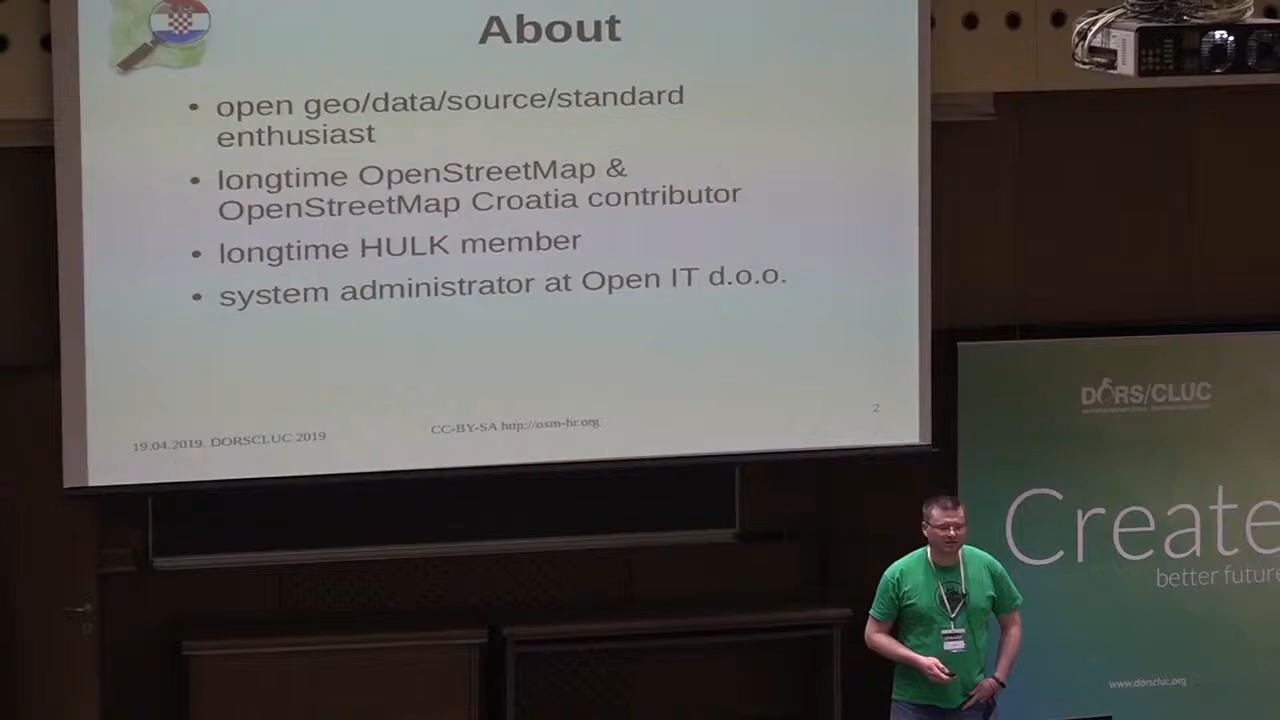 About
• open geo/data/source/standard
enthusiast
• longtime OpenStreetMap &
OpenStreetMap Croatia contributor
• longtime HULK member
• system administrator at Open IT d.o.o.
2
19.04.2019. DORSCLUC 2019
CC-BY-SA http://osm-hr.org
DORS/CLUC
Create
better future
www.dorscluc.org